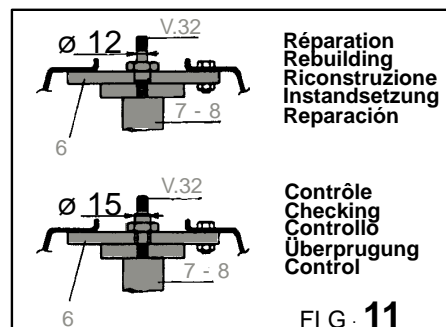 V.32
ø 12
7 - 8
6
Réparation
Rebuilding
Riconstruzione
Instandsetzung
Reparación
V.32
ø 15
7 - 8
6
Contrôle
Checking
Controllo
Überprugung
Control
FI G . 11